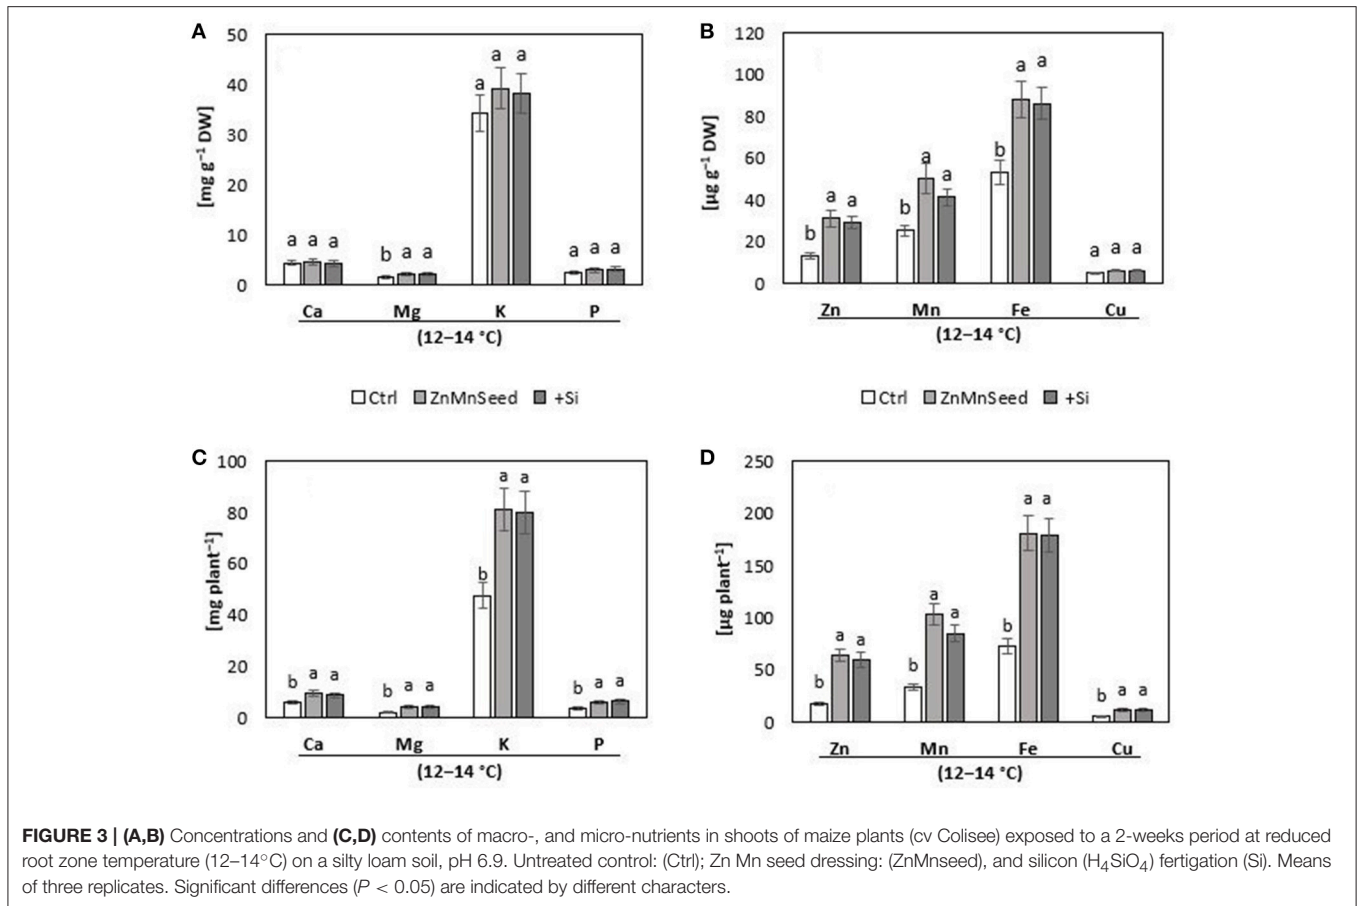 A
50
40
30
20
10
0
[mg g⁻¹ DW]
a a a
b a a
a a a
a a a
Ca Mg K P
(12–14 °C)
B
120
100
80
60
40
20
0
[µg g⁻¹ DW]
b a a
b a a
b a a
a a a
Zn Mn Fe Cu
(12–14 °C)
Ctrl ZnMnSeed +Si
Ctrl ZnMnSeed +Si
C
100
80
60
40
20
0
[mg plant⁻¹]
b a a
b a a
b a a
b a a
Ca Mg K P
(12–14 °C)
D
250
200
150
100
50
0
[µg plant⁻¹]
b a a
b a a
b a a
b a a
Zn Mn Fe Cu
(12–14 °C)
FIGURE 3 | (A,B) Concentrations and (C,D) contents of macro-, and micro-nutrients in shoots of maize plants (cv Colisee) exposed to a 2-weeks period at reduced
root zone temperature (12–14°C) on a silty loam soil, pH 6.9. Untreated control: (Ctrl); Zn Mn seed dressing: (ZnMnseed), and silicon (H₄SiO₄) fertigation (Si). Means
of three replicates. Significant differences (P < 0.05) are indicated by different characters.